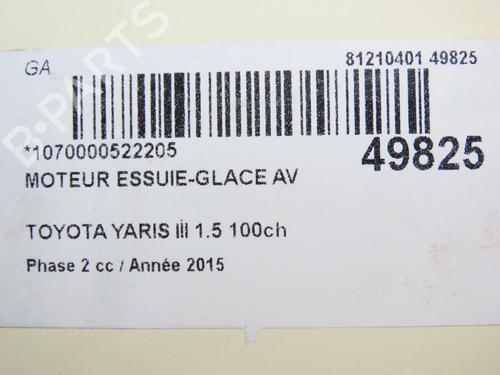 GA
81210401 49825
*1070000522205
49825
MOTEUR ESSUIE-GLACE AV
TOYOTA YARIS III 1.5 100ch
Phase 2 cc / Année 2015
B-PARTS